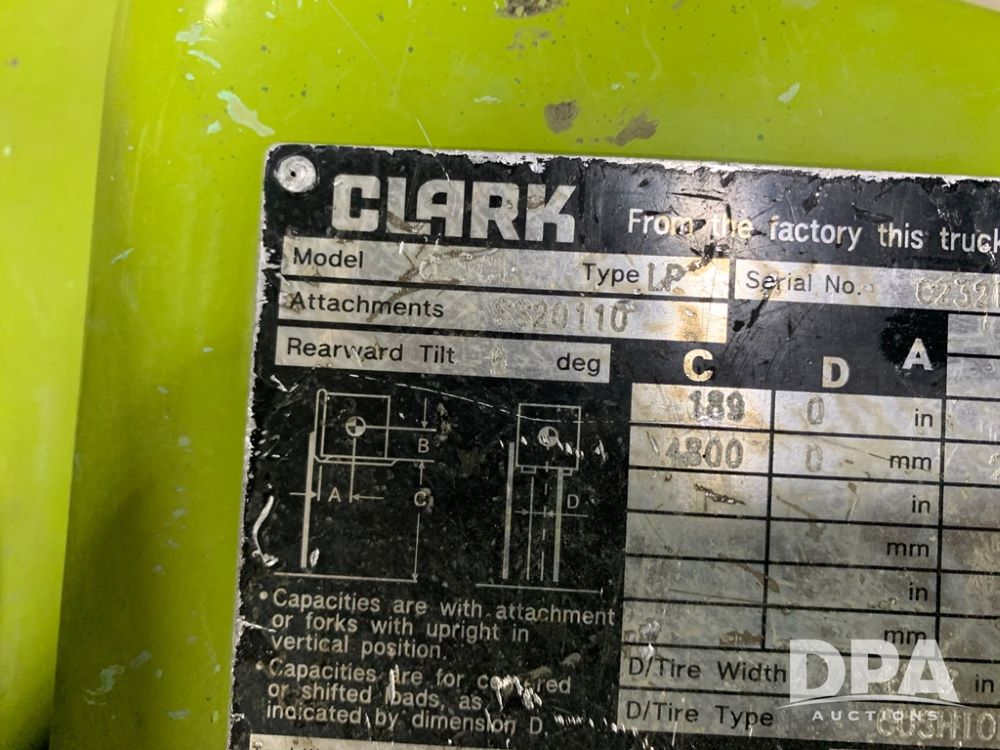 CLARK From the factory this truck
Model Type LP Serial No.
Attachments SS20110
Rearward Tilt deg
C D A
189 0 in
4800 0 mm
in
mm
in
mm
B
A C D
• Capacities are with attachment
or forks with upright in
vertical position.
• Capacities are for
or shifted loads, as
indicated by dimension D.
D/Tire Width in
D/Tire Type
DPA
AUCTIONS